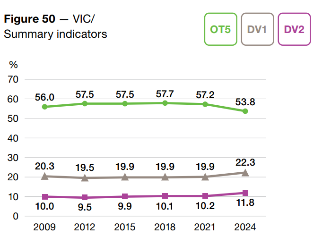 Figure 50 — VIC/
Summary indicators
OT5 DV1 DV2
%
70
60
50
40
30
20
10
0
56.0 57.5 57.5 57.7 57.2 53.8
20.3 19.5 19.9 19.9 19.9 22.3
10.0 9.5 9.9 10.1 10.2 11.8
2009 2012 2015 2018 2021 2024